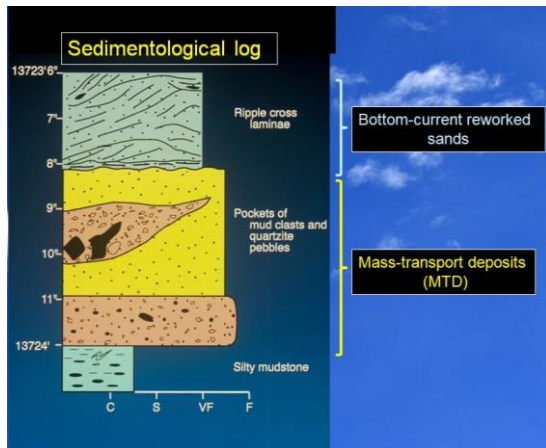 Sedimentological log
13723'6"
Ripple cross
laminae
7"
Bottom-current reworked
sands
8"
9"
Pockets of
mud clasts and
quartzite
pebbles
10"
Mass-transport deposits
(MTD)
11"
13724'
Silty mudstone
C S VF F